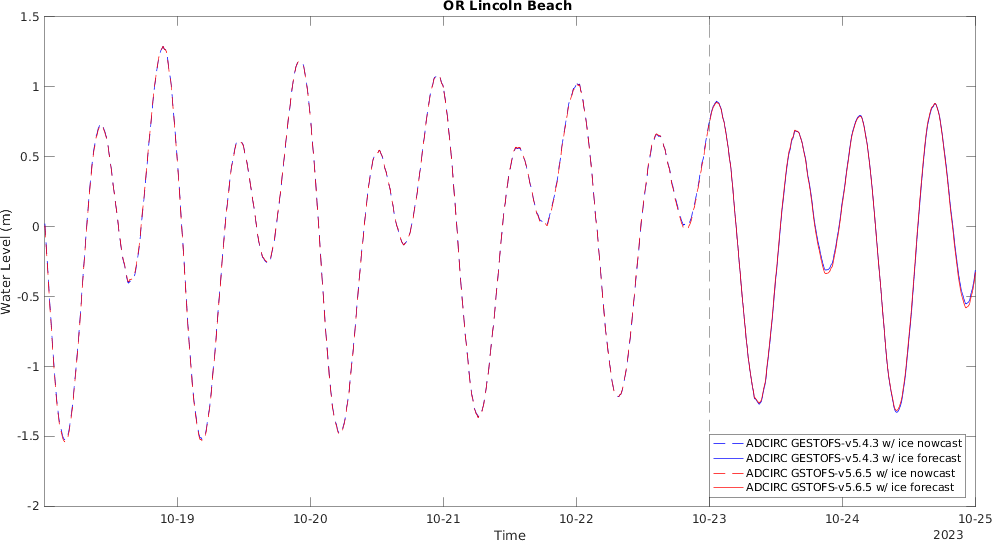 OR Lincoln Beach
1.5
1
0.5
0
-0.5
-1
-1.5
-2
Water Level (m)
10-19
10-20
10-21
10-22
10-23
10-24
10-25
Time
2023
ADCIRC GESTOFS-v5.4.3 w/ ice nowcast
ADCIRC GESTOFS-v5.4.3 w/ ice forecast
ADCIRC GSTOFS-v5.6.5 w/ ice nowcast
ADCIRC GSTOFS-v5.6.5 w/ ice forecast